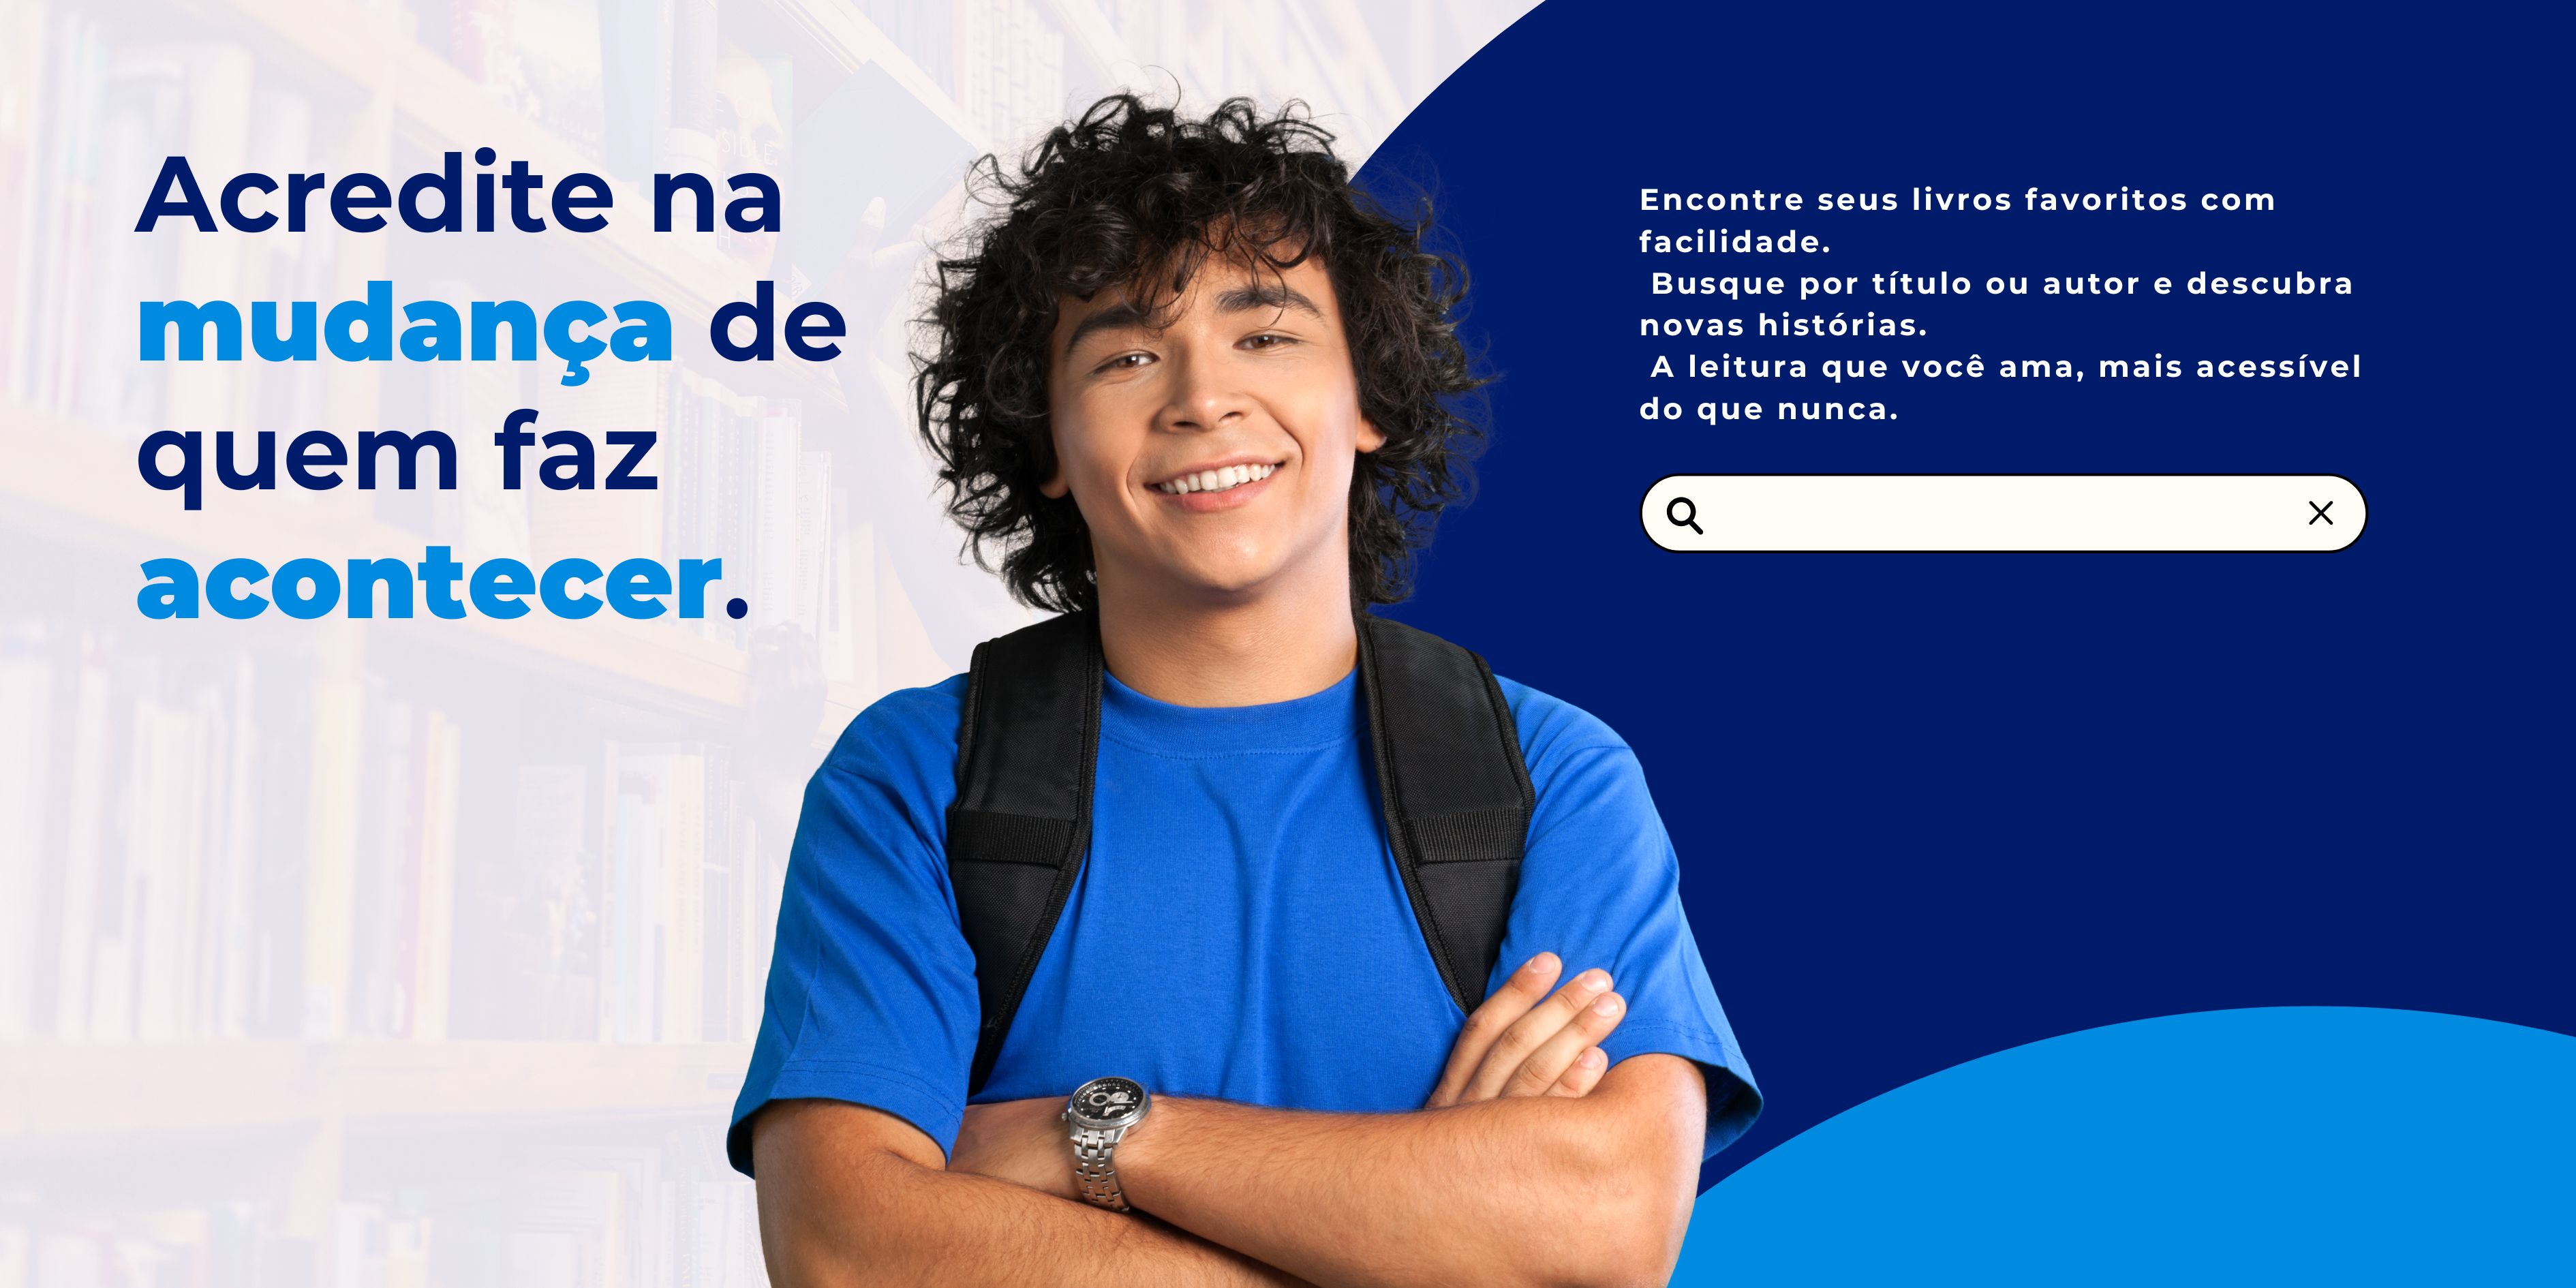 Acredite na
mudança de
quem faz
acontecer.
Encontre seus livros favoritos com
facilidade.
Busque por título ou autor e descubra
novas histórias.
A leitura que você ama, mais acessível
do que nunca.